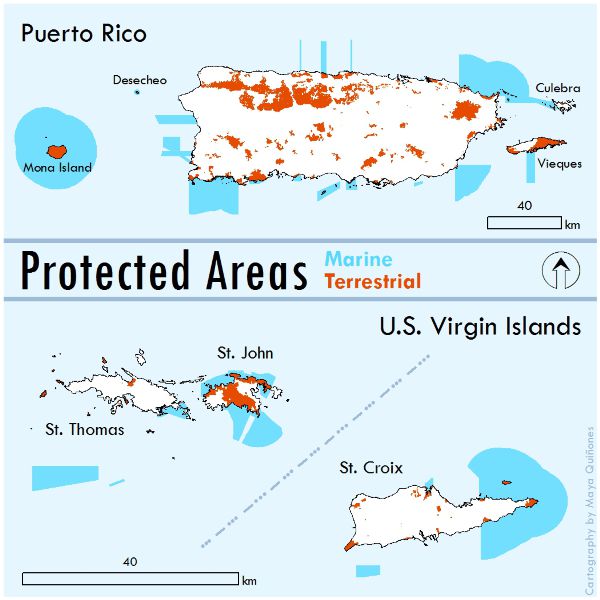 Puerto Rico
Desecheo
Culebra
Mona Island
Vieques
40
km
Protected Areas
Marine
Terrestrial
U.S. Virgin Islands
St. John
St. Thomas
St. Croix
40
km
Cartography by Maya Quiñones